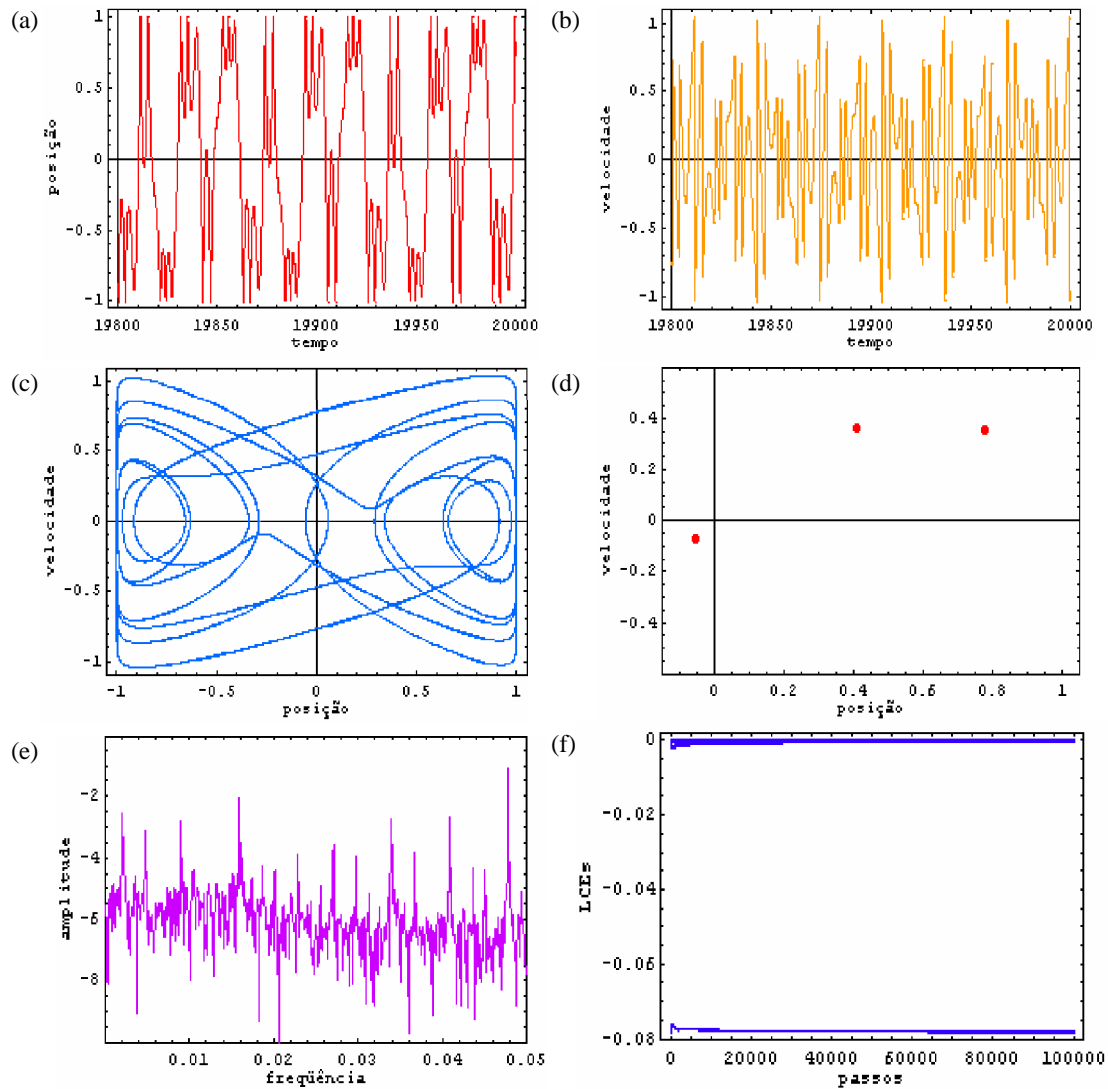 (a)
posição
1
0.5
0
-0.5
-1
19800 19850 19900 19950 20000
tempo
(b)
velocidade
1
0.5
0
-0.5
-1
19800 19850 19900 19950 20000
tempo
(c)
velocidade
1
0.5
0
-0.5
-1
-1 -0.5 0 0.5 1
posição
(d)
velocidade
0.4
0.2
0
-0.2
-0.4
0 0.2 0.4 0.6 0.8 1
posição
(e)
amplitude
-2
-4
-6
-8
0.01 0.02 0.03 0.04 0.05
freqüência
(f)
LCEs
0
-0.02
-0.04
-0.06
-0.08
0 20000 40000 60000 80000 100000
passos